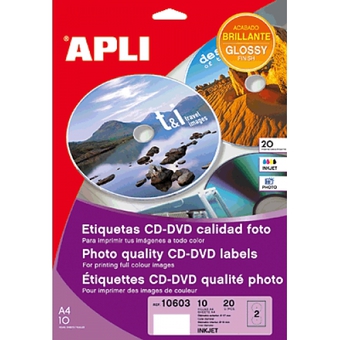 APLI
ACABADO
BRILLANTE
GLOSSY
FINISH
t&i travel
images
20
INKJET
PHOTO
Etiquetas CD-DVD calidad foto
Para imprimir tus imágenes a todo color
Photo quality CD-DVD labels
For printing full colour images
Étiquettes CD-DVD qualité photo
Pour imprimer des images de couleur
A4
10
APLI 10603 10 20
INKJET
2